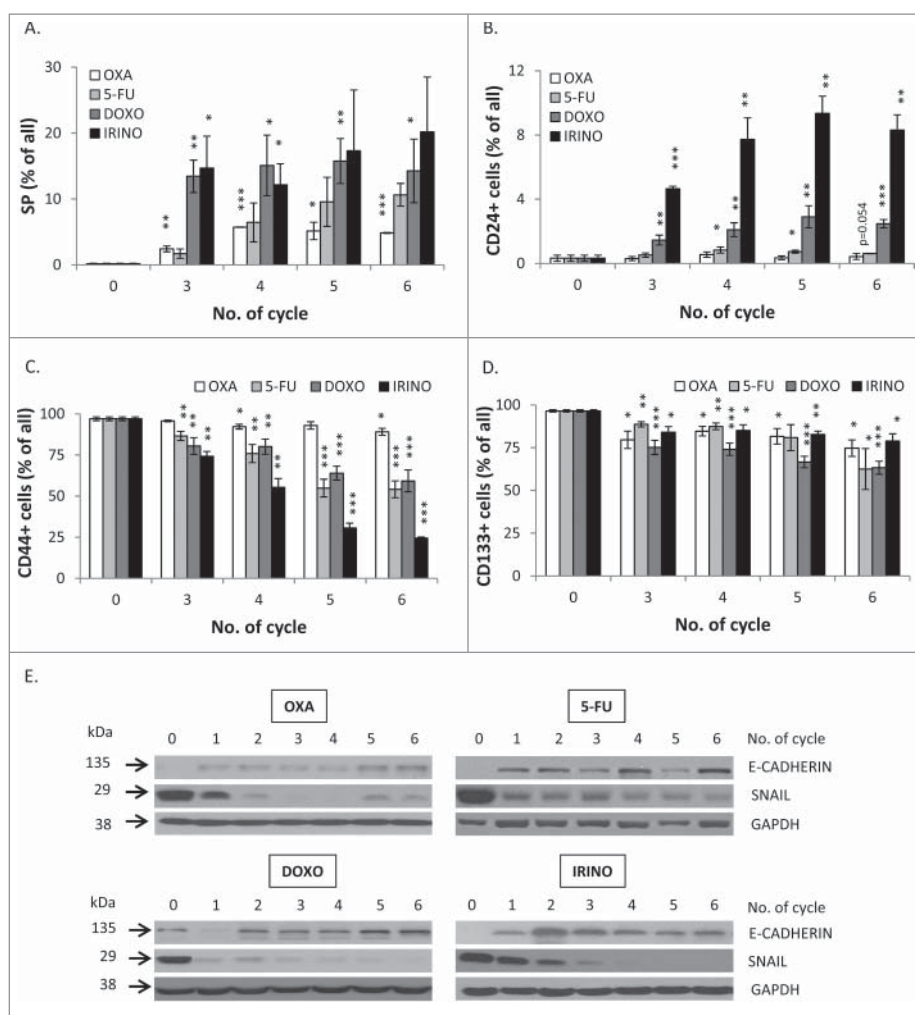 A.
SP (% of all)
30
20
10
0
OXA
5-FU
DOXO
IRINO
** ** *
*** * *
* **
*** *
0 3 4 5 6
No. of cycle
B.
CD24+ cells (% of all)
12
8
4
0
OXA
5-FU
DOXO
IRINO
** ***
* ** **
* ** **
p=0.054 *** **
0 3 4 5 6
No. of cycle
C.
OXA 5-FU DOXO IRINO
CD44+ cells (% of all)
100
75
50
25
0
** ** **
* ** ** **
*** *** ***
* *** *** ***
0 3 4 5 6
No. of cycle
D.
OXA 5-FU DOXO IRINO
CD133+ cells (% of all)
100
75
50
25
0
* ** *** *
* ** *** *
* *** **
* * *** *
0 3 4 5 6
No. of cycle
E.
OXA
kDa 0 1 2 3 4 5 6
135
29
38
5-FU
0 1 2 3 4 5 6 No. of cycle
E-CADHERIN
SNAIL
GAPDH
DOXO
kDa 0 1 2 3 4 5 6
135
29
38
IRINO
0 1 2 3 4 5 6 No. of cycle
E-CADHERIN
SNAIL
GAPDH